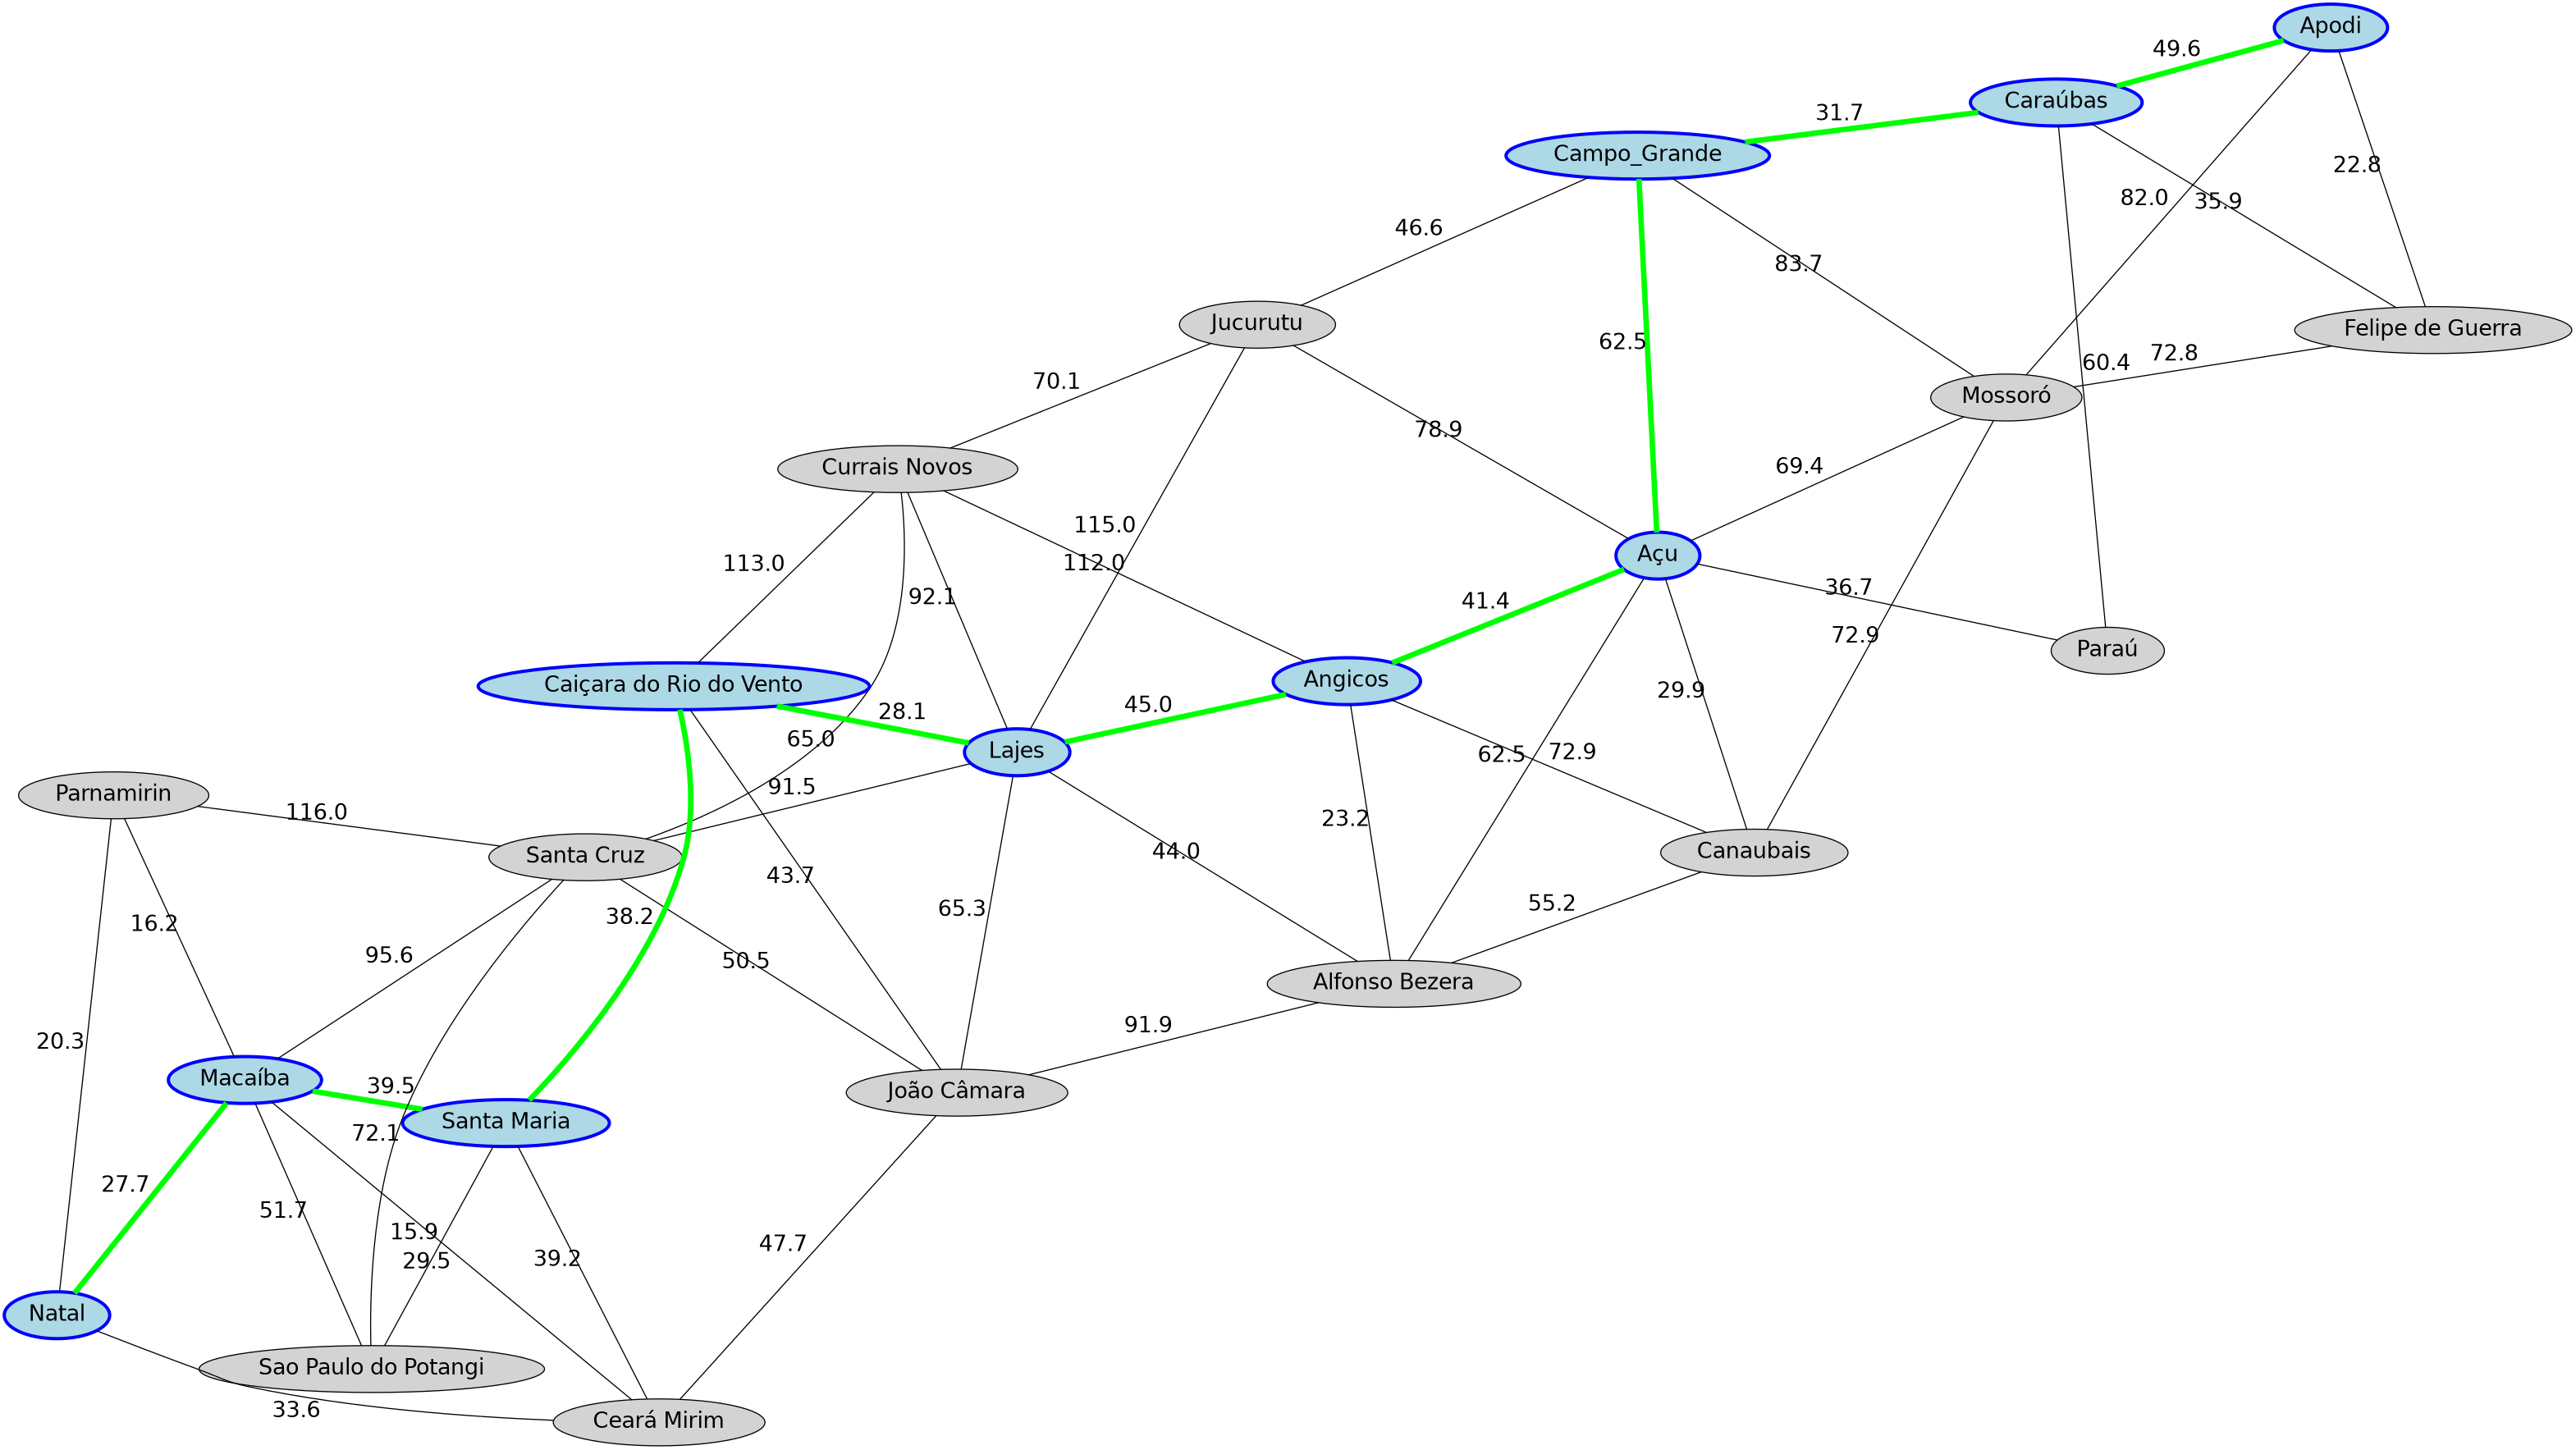 Apodi
49.6
Caraúbas
31.7
Campo_Grande
22.8
82.0
35.9
46.6
83.7
Jucurutu
Felipe de Guerra
62.5
72.8
60.4
70.1
Mossoró
78.9
Currais Novos
69.4
115.0
113.0
112.0
Açu
36.7
92.1
41.4
72.9
Paraú
Caiçara do Rio do Vento
Angicos
29.9
28.1
45.0
65.0
Lajes
62.5
72.9
91.5
Parnamirin
116.0
23.2
Santa Cruz
44.0
Canaubais
43.7
55.2
38.2
65.3
16.2
95.6
50.5
Alfonso Bezera
91.9
20.3
Macaíba
39.5
João Câmara
Santa Maria
72.1
27.7
51.7
15.9
29.5
39.2
47.7
Natal
Sao Paulo do Potangi
33.6
Ceará Mirim